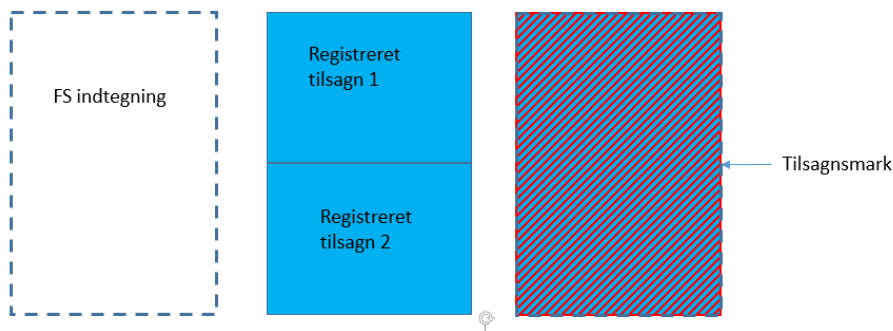 FS indtegning
Registreret
tilsagn 1
Registreret
tilsagn 2
Tilsagnsmark